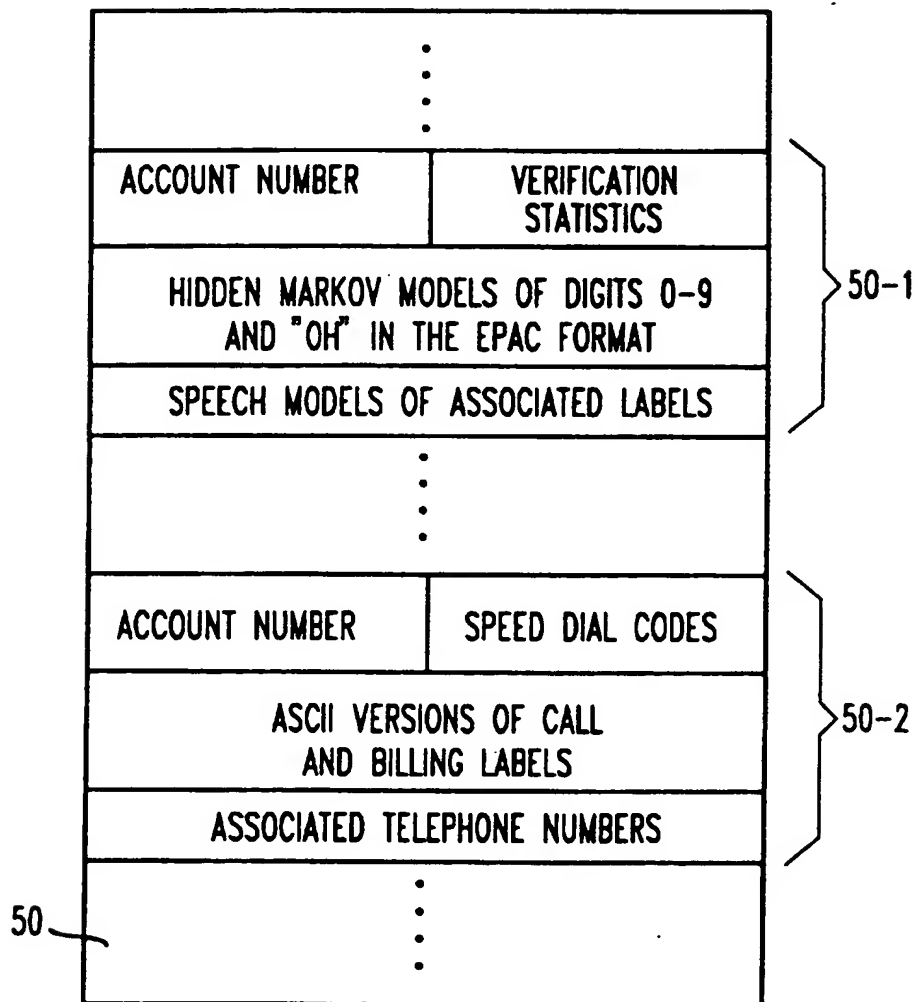 ACCOUNT NUMBER
VERIFICATION
STATISTICS
HIDDEN MARKOV MODELS OF DIGITS 0-9
AND "OH" IN THE EPAC FORMAT
SPEECH MODELS OF ASSOCIATED LABELS
50-1
ACCOUNT NUMBER
SPEED DIAL CODES
ASCII VERSIONS OF CALL
AND BILLING LABELS
ASSOCIATED TELEPHONE NUMBERS
50-2
50